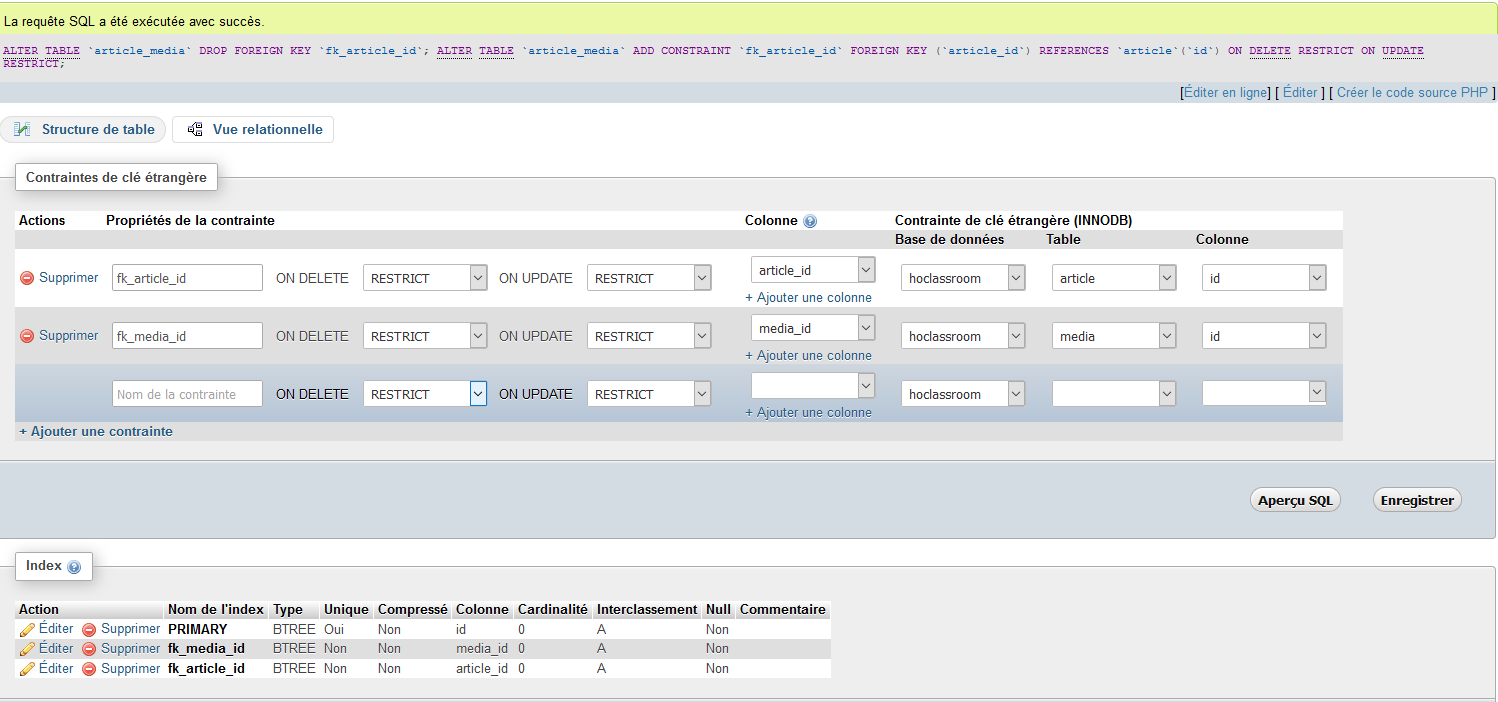 La requête SQL a été exécutée avec succès.
ALTER TABLE `article_media` DROP FOREIGN KEY `fk_article_id`; ALTER TABLE `article_media` ADD CONSTRAINT `fk_article_id` FOREIGN KEY (`article_id`) REFERENCES `article`(`id`) ON DELETE RESTRICT ON UPDATE
RESTRICT;
[Éditer en ligne] [ Éditer ] [ Créer le code source PHP ]
Structure de table Vue relationnelle
Contraintes de clé étrangère
Actions Propriétés de la contrainte Colonne Contrainte de clé étrangère (INNODB)
Base de données Table Colonne
Supprimer fk_article_id ON DELETE RESTRICT ON UPDATE RESTRICT article_id hoclassroom article id
+ Ajouter une colonne
Supprimer fk_media_id ON DELETE RESTRICT ON UPDATE RESTRICT media_id hoclassroom media id
+ Ajouter une colonne
Nom de la contrainte ON DELETE RESTRICT ON UPDATE RESTRICT hoclassroom
+ Ajouter une colonne
+ Ajouter une contrainte
Aperçu SQL Enregistrer
Index
Action Nom de l'index Type Unique Compressé Colonne Cardinalité Interclassement Null Commentaire
Éditer Supprimer PRIMARY BTREE Oui Non id 0 A Non
Éditer Supprimer fk_media_id BTREE Non Non media_id 0 A Non
Éditer Supprimer fk_article_id BTREE Non Non article_id 0 A Non